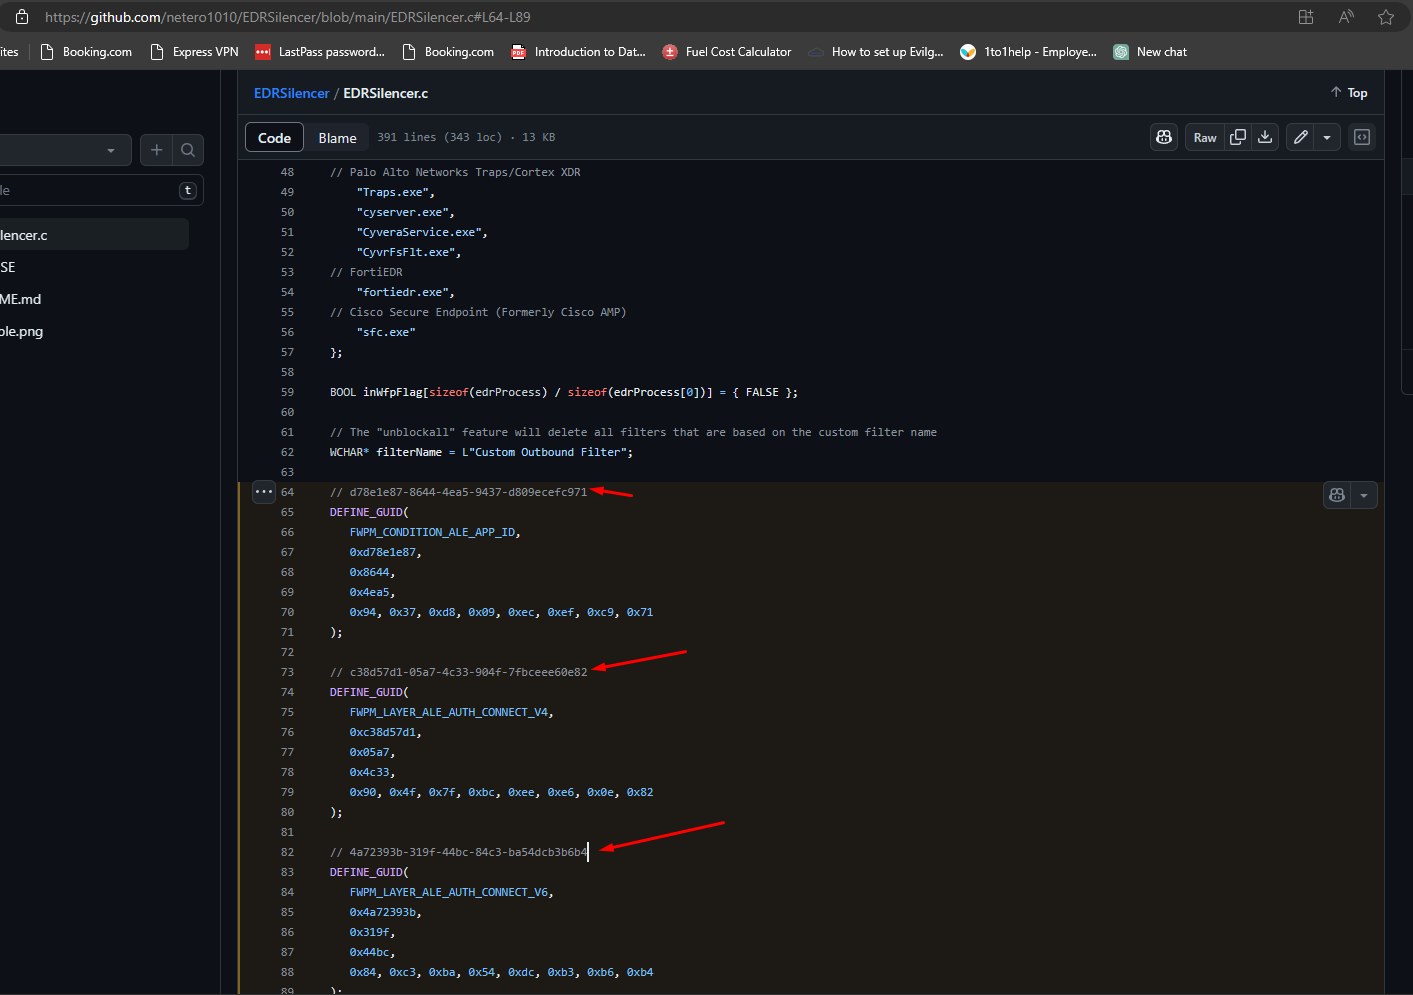 https://github.com/netero1010/EDRSilencer/blob/main/EDRSilencer.c#L64-L89
ites Booking.com Express VPN LastPass password... Booking.com Introduction to Dat... Fuel Cost Calculator How to set up Evilg... 1to1help - Employe... New chat
EDRSilencer / EDRSilencer.c Top
Code Blame 391 lines (343 loc) · 13 KB Raw
le t
lencer.c
SE
ME.md
ple.png
48 // Palo Alto Networks Traps/Cortex XDR
49 "Traps.exe",
50 "cyserver.exe",
51 "CyveraService.exe",
52 "CyvrFsFlt.exe",
53 // FortiEDR
54 "fortiedr.exe",
55 // Cisco Secure Endpoint (Formerly Cisco AMP)
56 "sfc.exe"
57 };
58
59 BOOL inWfpFlag[sizeof(edrProcess) / sizeof(edrProcess[0])] = { FALSE };
60
61 // The "unblockall" feature will delete all filters that are based on the custom filter name
62 WCHAR* filterName = L"Custom Outbound Filter";
63
64 // d78e1e87-8644-4ea5-9437-d809ecefc971
65 DEFINE_GUID(
66 FWPM_CONDITION_ALE_APP_ID,
67 0xd78e1e87,
68 0x8644,
69 0x4ea5,
70 0x94, 0x37, 0xd8, 0x09, 0xec, 0xef, 0xc9, 0x71
71 );
72
73 // c38d57d1-05a7-4c33-904f-7fbceee60e82
74 DEFINE_GUID(
75 FWPM_LAYER_ALE_AUTH_CONNECT_V4,
76 0xc38d57d1,
77 0x05a7,
78 0x4c33,
79 0x90, 0x4f, 0x7f, 0xbc, 0xee, 0xe6, 0x0e, 0x82
80 );
81
82 // 4a72393b-319f-44bc-84c3-ba54dcb3b6b4
83 DEFINE_GUID(
84 FWPM_LAYER_ALE_AUTH_CONNECT_V6,
85 0x4a72393b,
86 0x319f,
87 0x44bc,
88 0x84, 0xc3, 0xba, 0x54, 0xdc, 0xb3, 0xb6, 0xb4
89 );